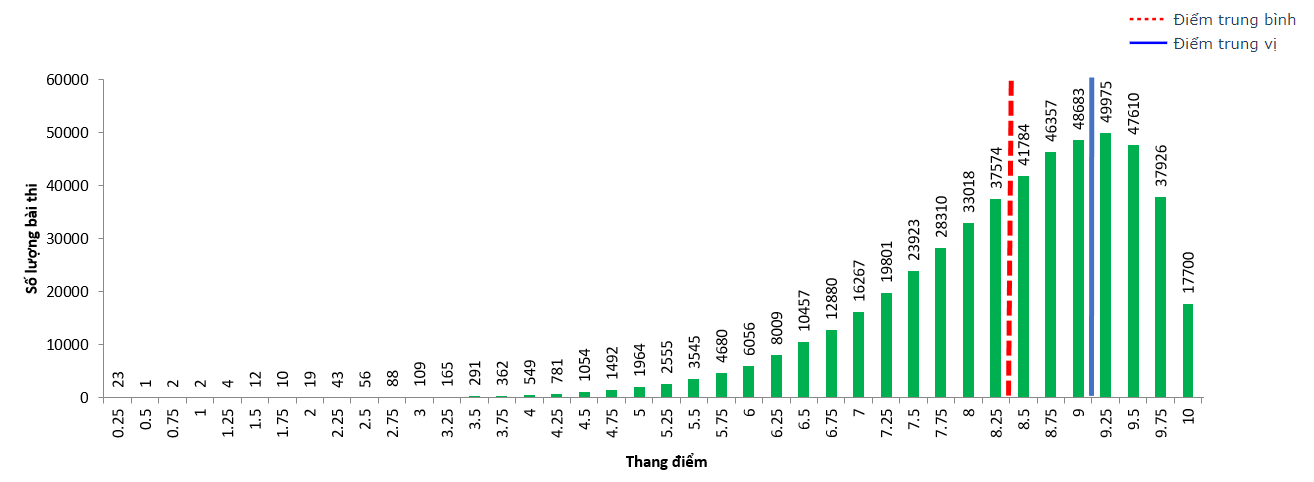 Điểm trung bình
Điểm trung vị
60000
50000
40000
30000
20000
10000
0
Số lượng bài thi
23 1 2 2 4 12 10 19 43 56 88 109 165 291 362 549 781 1054 1492 1964 2555 3545 4680 6056 8009 10457 12880 16267 19801 23923 28310 33018 37574 41784 46357 48683 49975 47610 37926 17700
0.25 0.5 0.75 1 1.25 1.5 1.75 2 2.25 2.5 2.75 3 3.25 3.5 3.75 4 4.25 4.5 4.75 5 5.25 5.5 5.75 6 6.25 6.5 6.75 7 7.25 7.5 7.75 8 8.25 8.5 8.75 9 9.25 9.5 9.75 10
Thang điểm